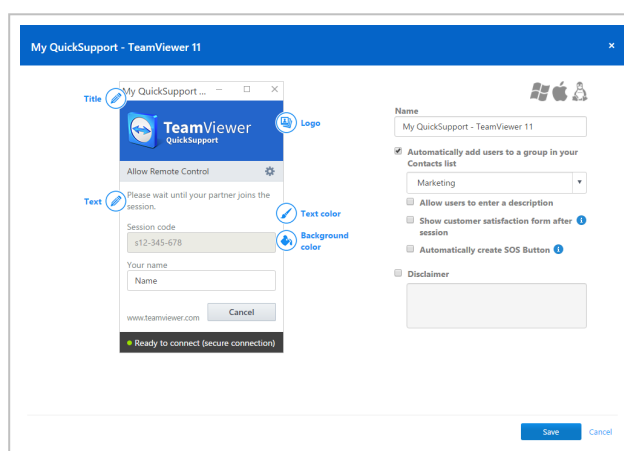 My QuickSupport - TeamViewer 11
×
Title
My QuickSupport ...
TeamViewer
QuickSupport
Logo
Allow Remote Control
Text
Please wait until your partner joins the
session.
Text color
Session code
s12-345-678
Background
color
Your name
Name
www.teamviewer.com
Cancel
Ready to connect (secure connection)
Name
My QuickSupport - TeamViewer 11
Automatically add users to a group in your
Contacts list
Marketing
Allow users to enter a description
Show customer satisfaction form after
session
Automatically create SOS Button
Disclaimer
Save
Cancel